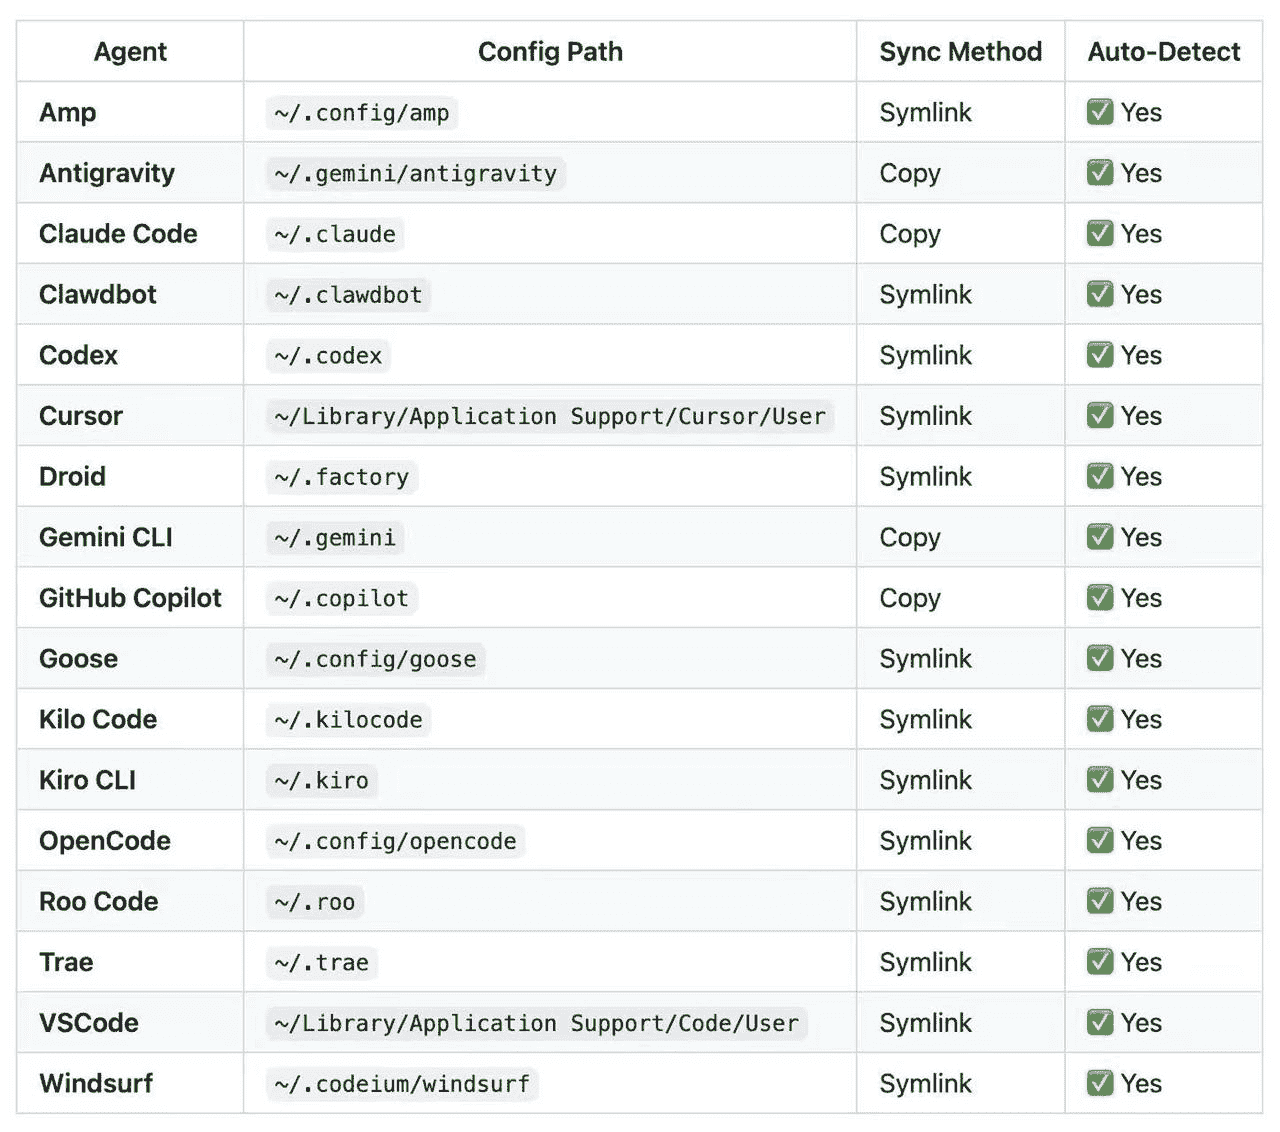 Agent Config Path Sync Method Auto-Detect
Amp ~/.config/amp Symlink ✅ Yes
Antigravity ~/.gemini/antigravity Copy ✅ Yes
Claude Code ~/.claude Copy ✅ Yes
Clawdbot ~/.clawdbot Symlink ✅ Yes
Codex ~/.codex Symlink ✅ Yes
Cursor ~/Library/Application Support/Cursor/User Symlink ✅ Yes
Droid ~/.factory Symlink ✅ Yes
Gemini CLI ~/.gemini Copy ✅ Yes
GitHub Copilot ~/.copilot Copy ✅ Yes
Goose ~/.config/goose Symlink ✅ Yes
Kilo Code ~/.kilocode Symlink ✅ Yes
Kiro CLI ~/.kiro Symlink ✅ Yes
OpenCode ~/.config/opencode Symlink ✅ Yes
Roo Code ~/.roo Symlink ✅ Yes
Trae ~/.trae Symlink ✅ Yes
VSCode ~/Library/Application Support/Code/User Symlink ✅ Yes
Windsurf ~/.codeium/windsurf Symlink ✅ Yes